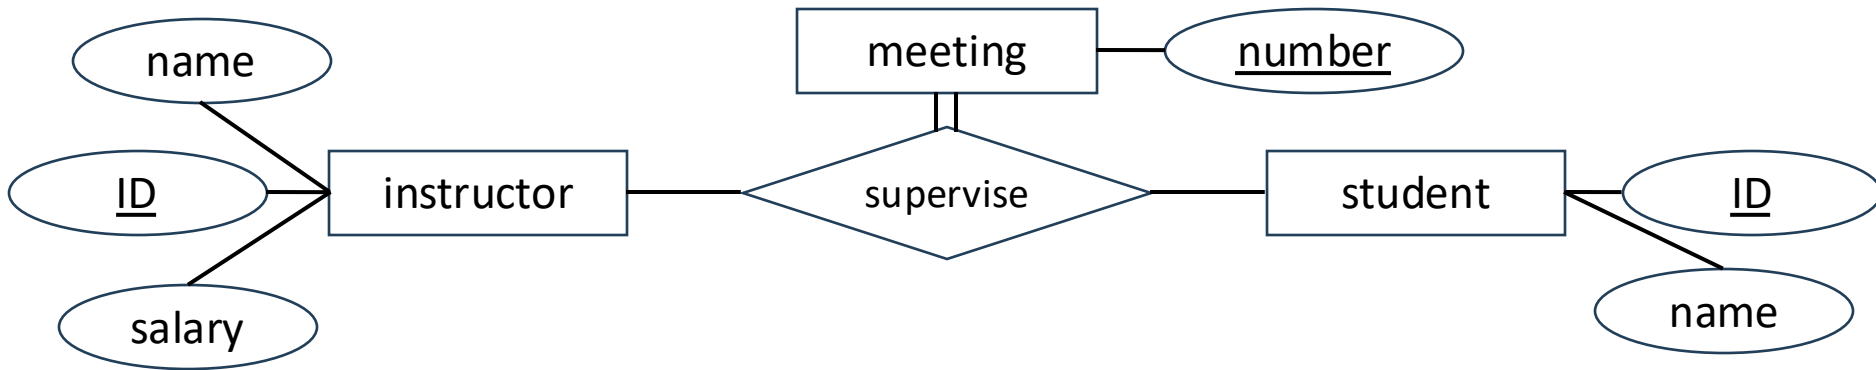 name
ID
salary
instructor
meeting
number
supervise
student
ID
name